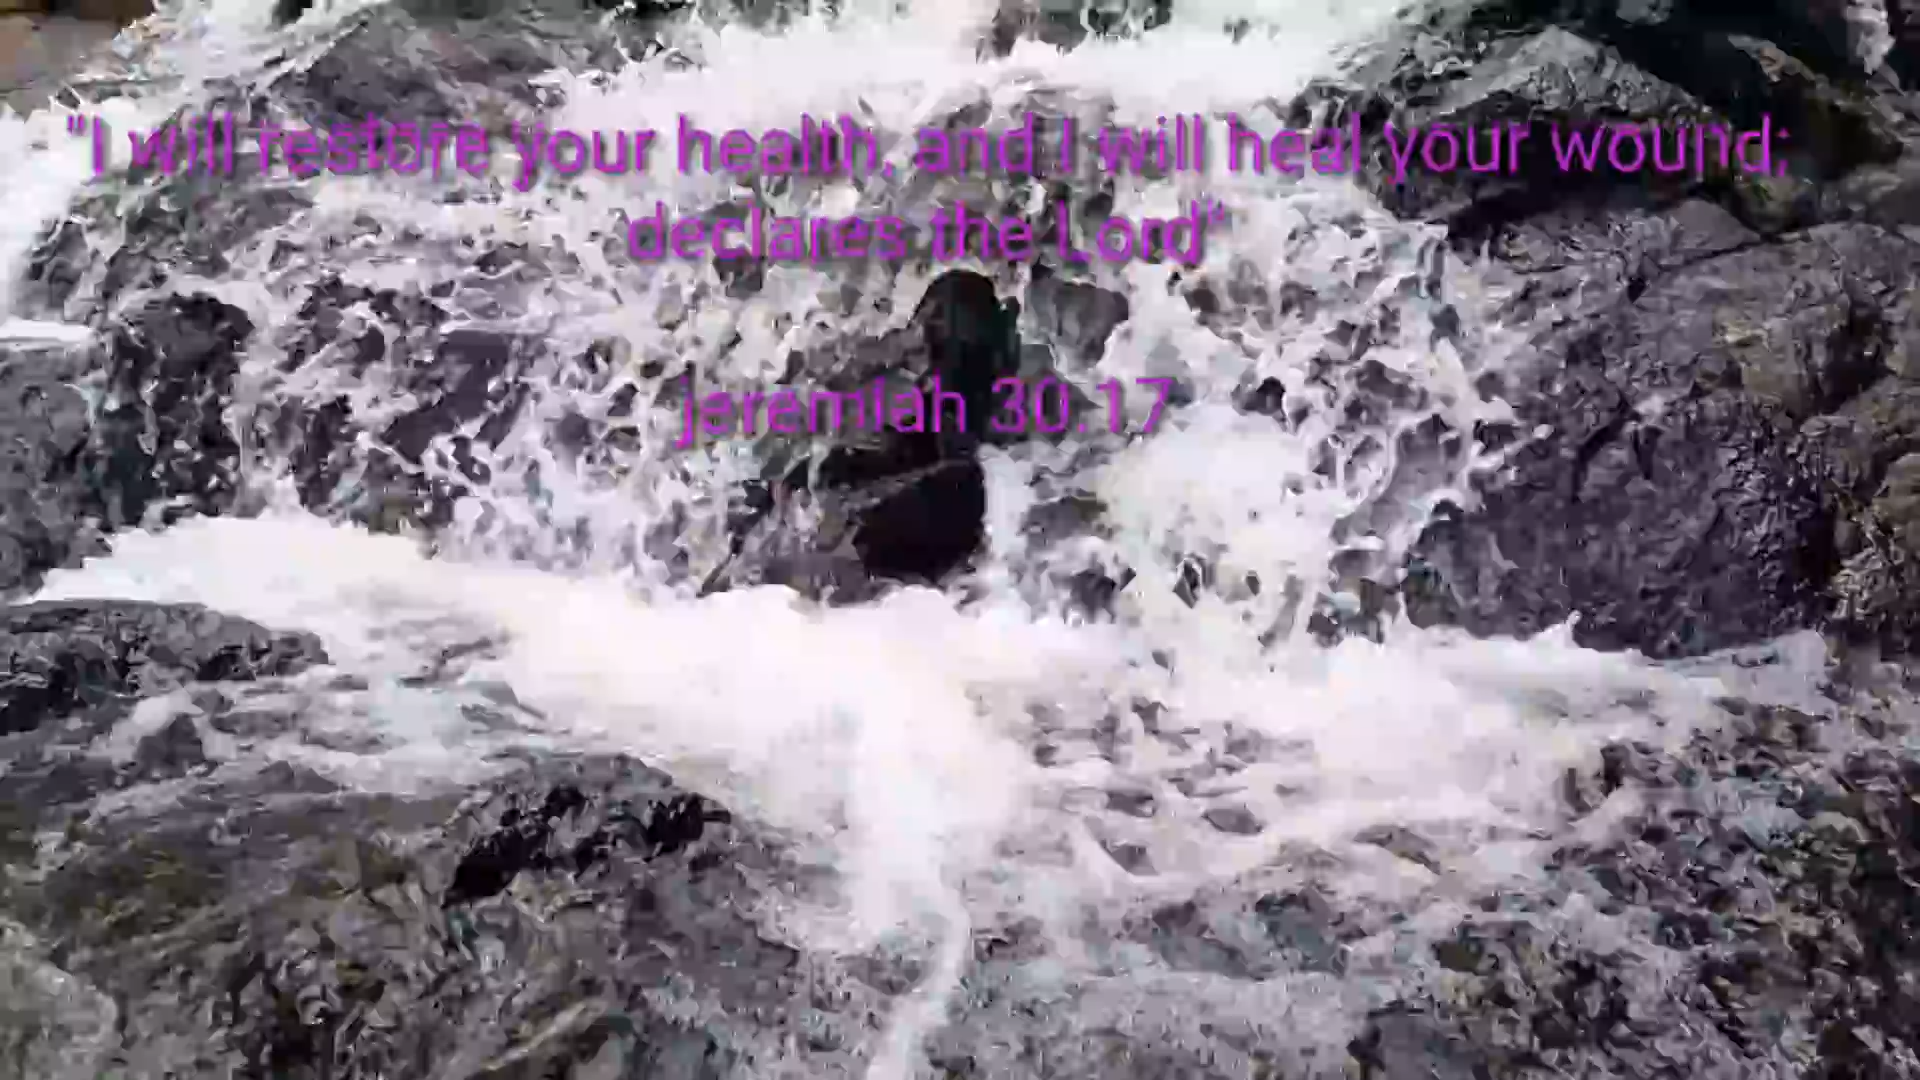 "I will restore your health, and I will heal your wound;
declares the Lord"
jeremiah 30:17